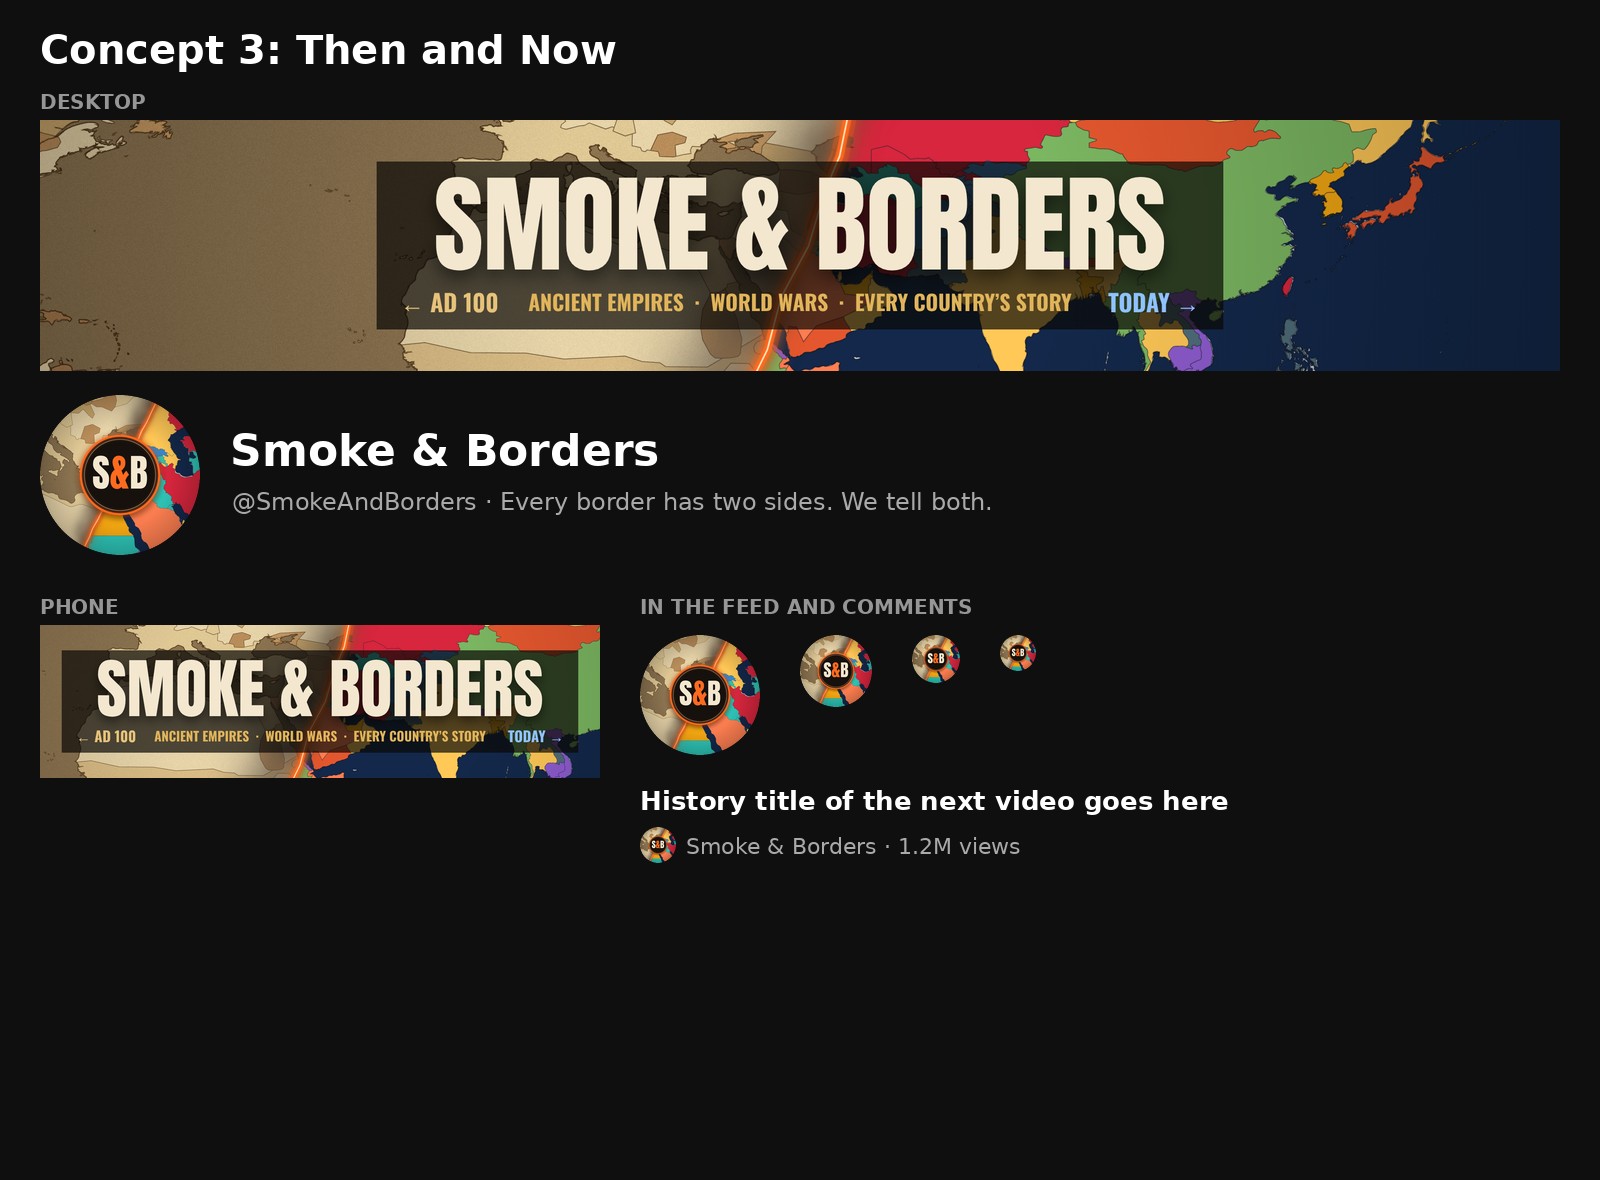 Concept 3: Then and Now
DESKTOP
SMOKE & BORDERS
← AD 100 ANCIENT EMPIRES · WORLD WARS · EVERY COUNTRY'S STORY TODAY →
S&B
Smoke & Borders
@SmokeAndBorders · Every border has two sides. We tell both.
PHONE
SMOKE & BORDERS
← AD 100 ANCIENT EMPIRES · WORLD WARS · EVERY COUNTRY'S STORY TODAY →
IN THE FEED AND COMMENTS
S&B S&B S&B S&B
History title of the next video goes here
S&B Smoke & Borders · 1.2M views